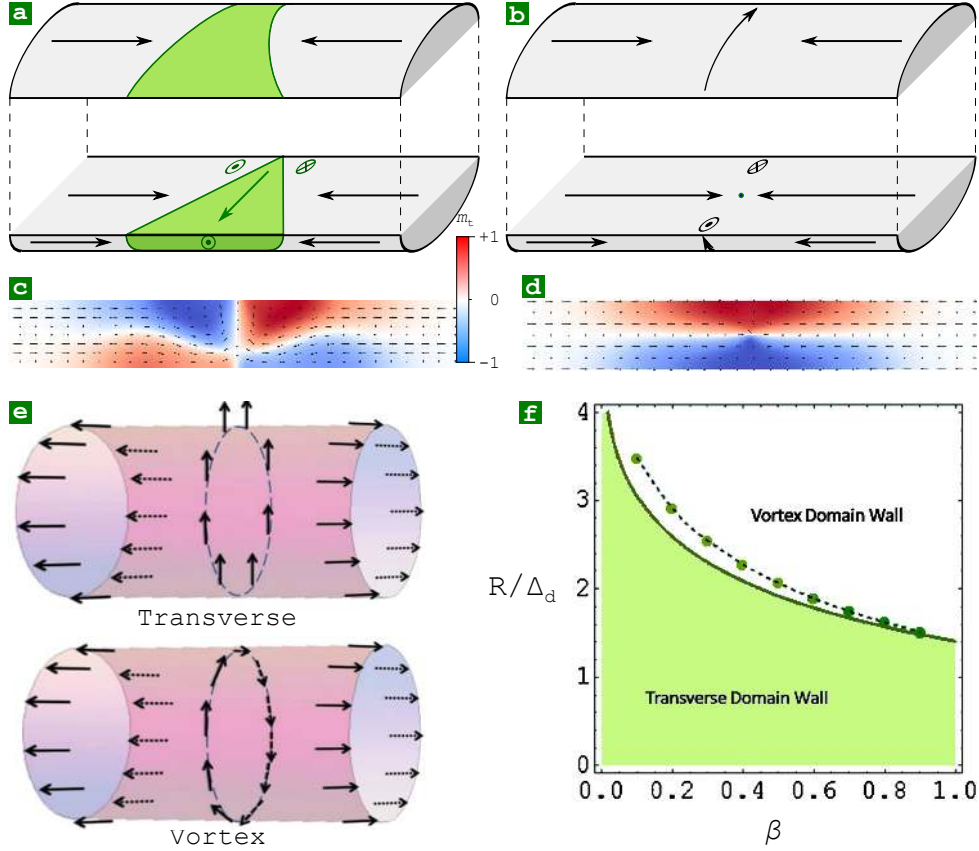 a
b
m_t
+1
0
-1
c
d
e
Transverse
Vortex
f
4
3
2
1
0
R/Δ_d
Vortex Domain Wall
Transverse Domain Wall
0.0 0.2 0.4 0.6 0.8 1.0
β